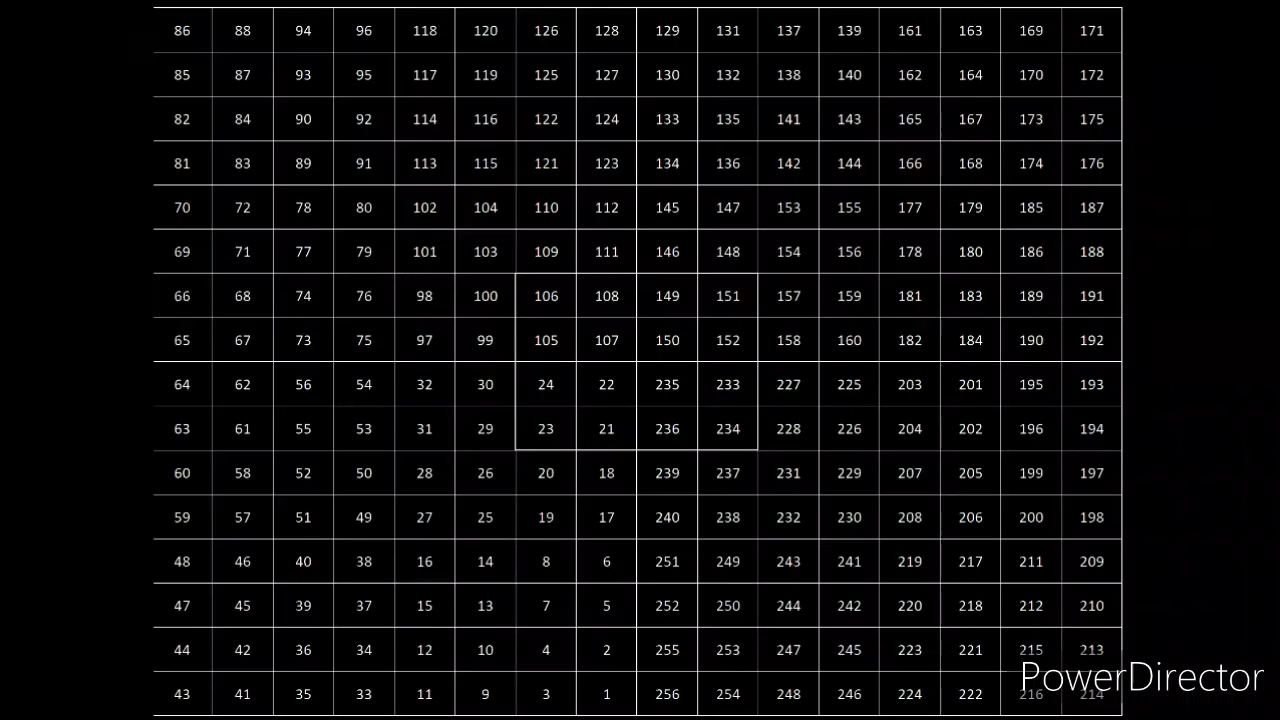 86 88 94 96 118 120 126 128 129 131 137 139 161 163 169 171
85 87 93 95 117 119 125 127 130 132 138 140 162 164 170 172
82 84 90 92 114 116 122 124 133 135 141 143 165 167 173 175
81 83 89 91 113 115 121 123 134 136 142 144 166 168 174 176
70 72 78 80 102 104 110 112 145 147 153 155 177 179 185 187
69 71 77 79 101 103 109 111 146 148 154 156 178 180 186 188
66 68 74 76 98 100 106 108 149 151 157 159 181 183 189 191
65 67 73 75 97 99 105 107 150 152 158 160 182 184 190 192
64 62 56 54 32 30 24 22 235 233 227 225 203 201 195 193
63 61 55 53 31 29 23 21 236 234 228 226 204 202 196 194
60 58 52 50 28 26 20 18 239 237 231 229 207 205 199 197
59 57 51 49 27 25 19 17 240 238 232 230 208 206 200 198
48 46 40 38 16 14 8 6 251 249 243 241 219 217 211 209
47 45 39 37 15 13 7 5 252 250 244 242 220 218 212 210
44 42 36 34 12 10 4 2 255 253 247 245 223 221 215 213
43 41 35 33 11 9 3 1 256 254 248 246 224 222 216 214
PowerDirector